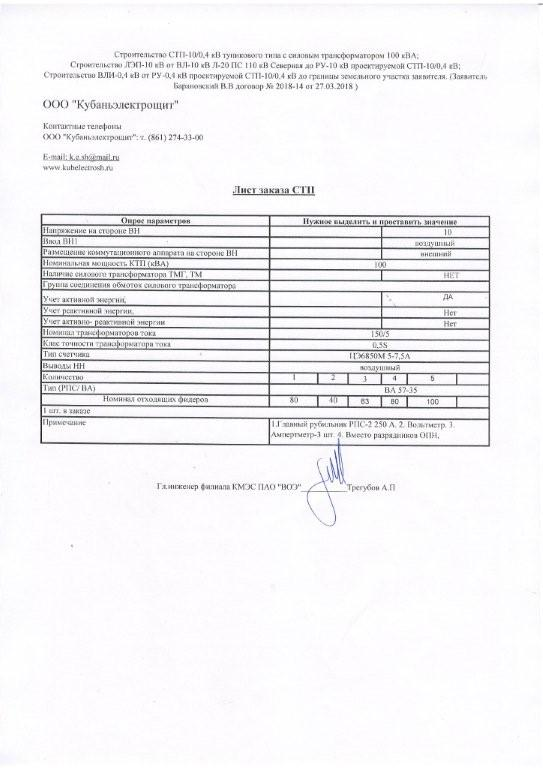 Строительство СТП-10/0,4 кВ тупикового типа с силовым трансформатором 100 кВА;
Строительство ЛЭП-10 кВ от ВЛ-10 кВ Л-20 ПС 110 кВ Северная до РУ-10 кВ проектируемой СТП-10/0,4 кВ;
Строительство ВЛИ-0,4 кВ от РУ-0,4 кВ проектируемой СТП-10/0,4 кВ до границы земельного участка заявителя. (Заявитель
Барановский В.В договор № 2018-14 от 27.03.2018 )
ООО "Кубаньэлектрощит"
Контактные телефоны
ООО "Кубаньэлектрощит": т. (861) 274-33-00
E-mail: k.e.sh@mail.ru
www.kubelectrosh.ru
Лист заказа СТП
Опрос параметров Нужное выделить и проставить значение
Напряжение на стороне ВН 10
Ввод ВН1 воздушный
Размещение коммутационного аппарата на стороне ВН внешний
Номинальная мощность КТП (кВА) 100
Наличие силового трансформатора ТМГ, ТМ НЕТ
Группа соединения обмоток силового трансформатора
Учет активной энергии, ДА
Учет реактивной энергии, Нет
Учет активно- реактивной энергии Нет
Номинал трансформаторов тока 150/5
Клас точности трансформатора тока 0,5S
Тип счетчика ЦЭ6850М 5-7,5А
Выводы НН воздушный
Количество 1 2 3 4 5
Тип (РПС/ ВА) ВА 57-35
Номинал отходящих фидеров 80 40 63 80 100
1 шт. в заказе
Примечание 1.Главный рубильник РПС-2 250 А. 2. Вольтметр. 3.
Амперметр-3 шт. 4. Вместо разрядников ОПН.
Гл.инженер филиала КМЭС ПАО "ВОЭ" Трегубов А.П